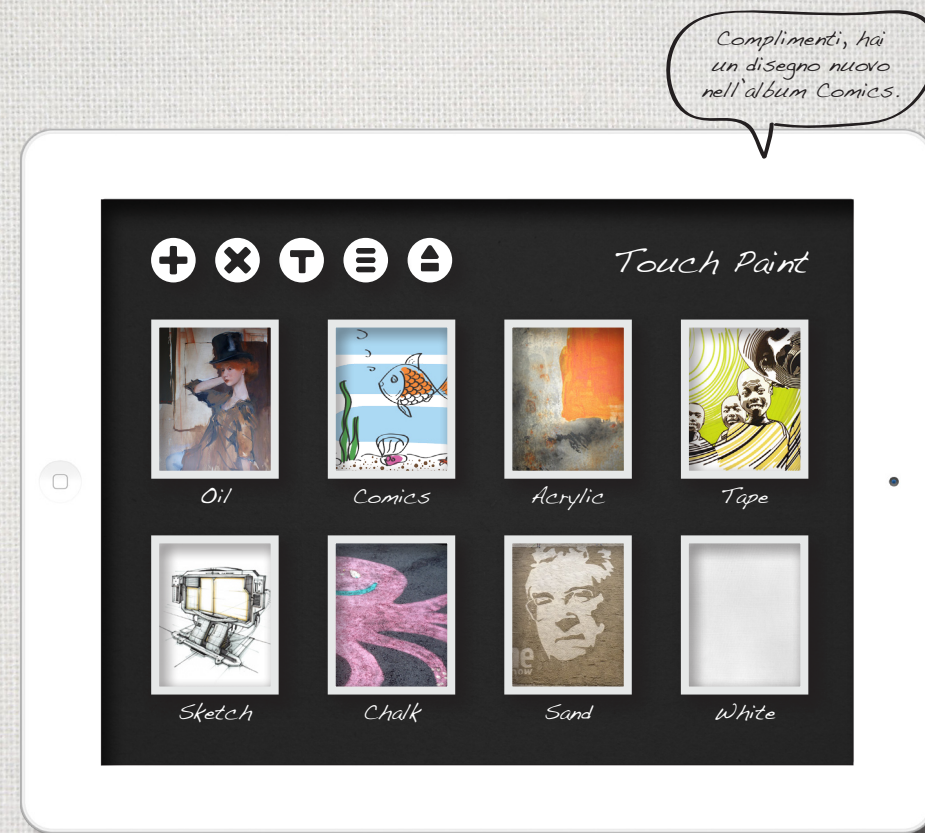 Complimenti, hai
un disegno nuovo
nell'album Comics.
Touch Paint
Oil
Comics
Acrylic
Tape
Sketch
Chalk
Sand
White